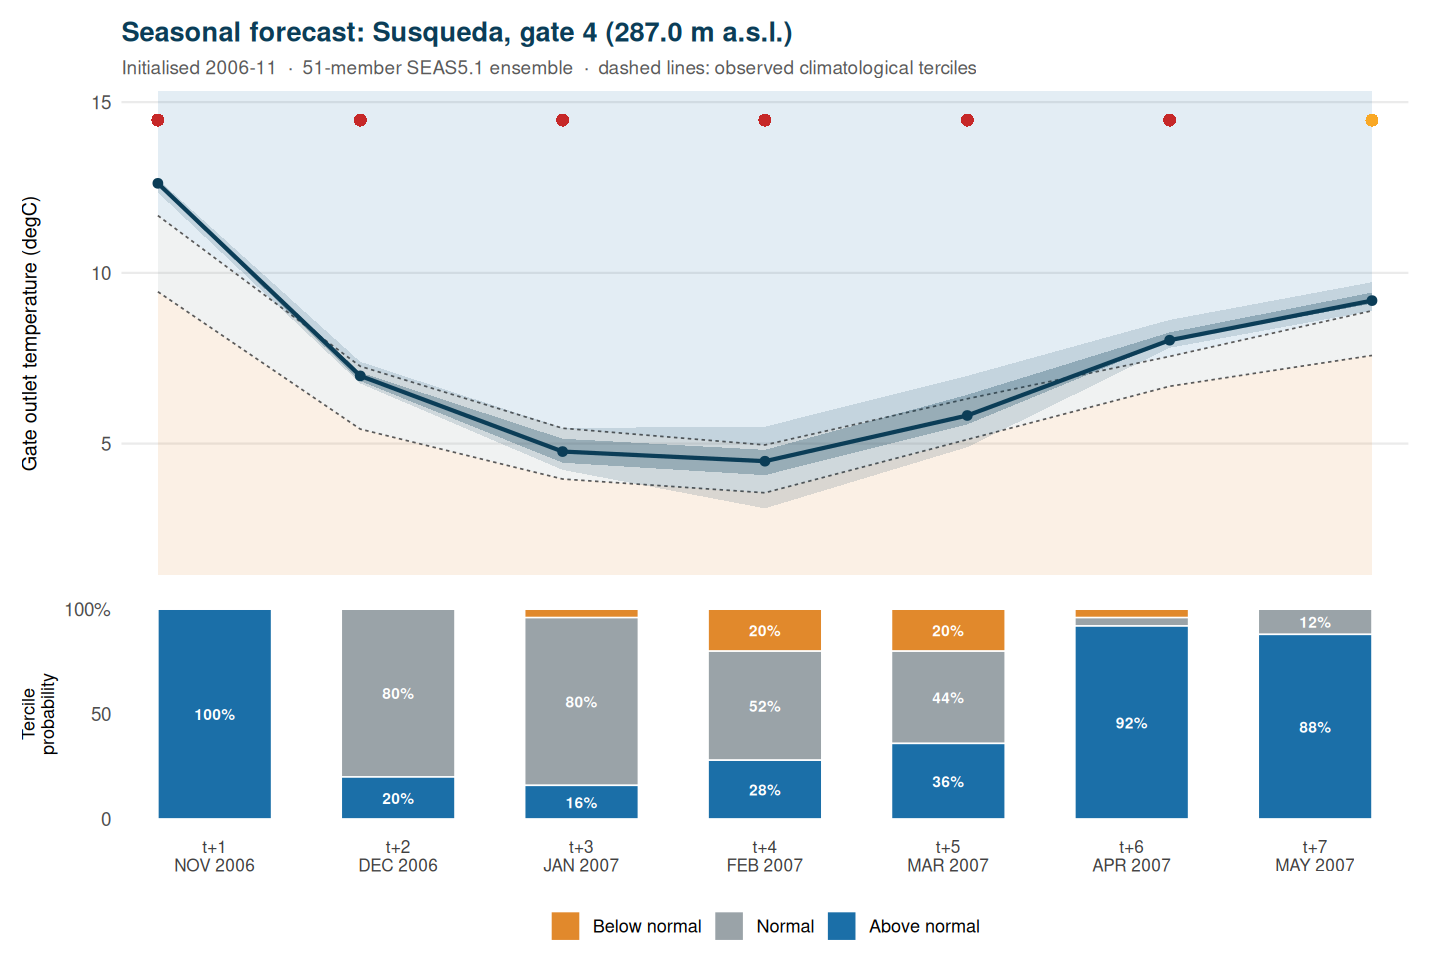 Seasonal forecast: Susqueda, gate 4 (287.0 m a.s.l.)
Initialised 2006-11 · 51-member SEAS5.1 ensemble · dashed lines: observed climatological terciles
15
10
5
Gate outlet temperature (degC)
100%
50
0
Tercile
probability
100%
80%
20%
80%
16%
20%
52%
28%
20%
44%
36%
92%
12%
88%
t+1
NOV 2006
t+2
DEC 2006
t+3
JAN 2007
t+4
FEB 2007
t+5
MAR 2007
t+6
APR 2007
t+7
MAY 2007
Below normal
Normal
Above normal